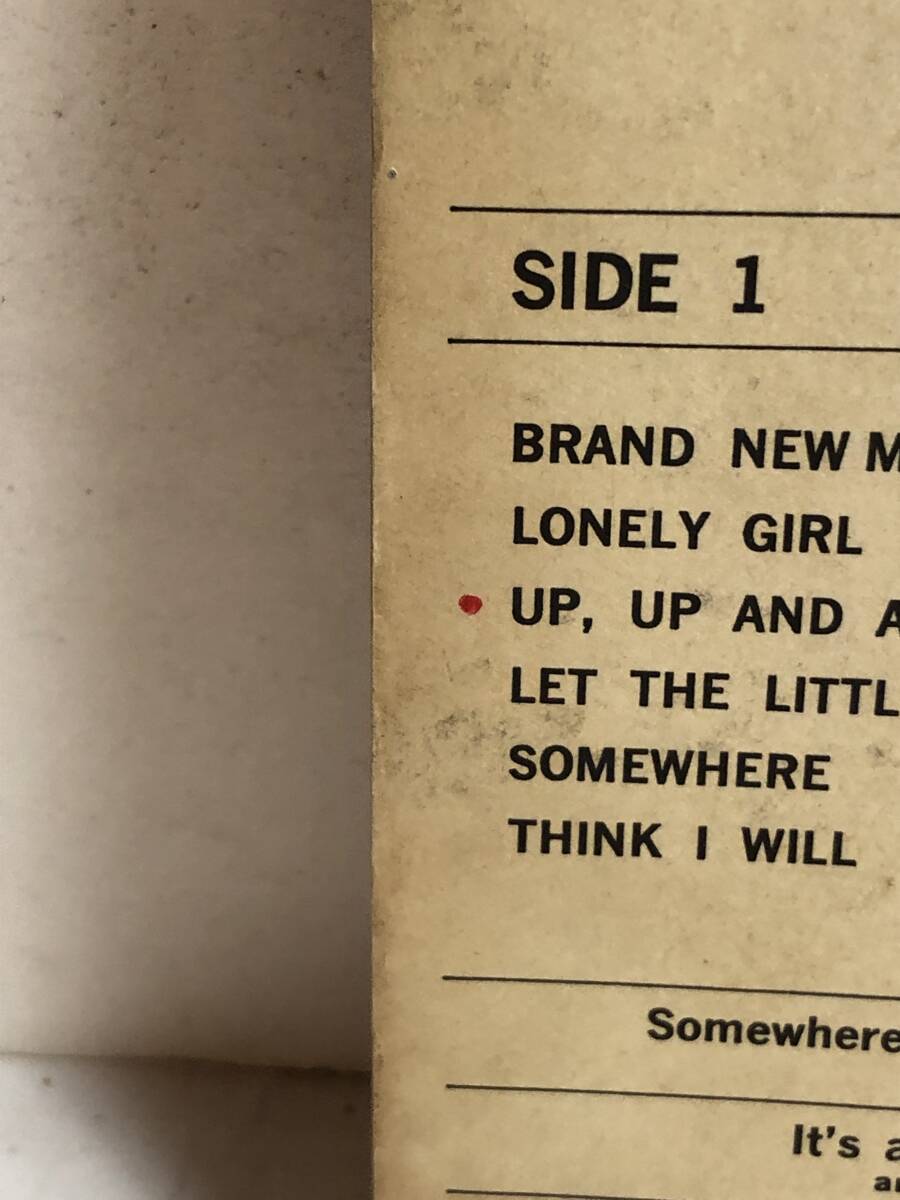 SIDE 1
BRAND NEW M
LONELY GIRL
UP, UP AND A
LET THE LITTL
SOMEWHERE
THINK I WILL
Somewhere
It's a
a